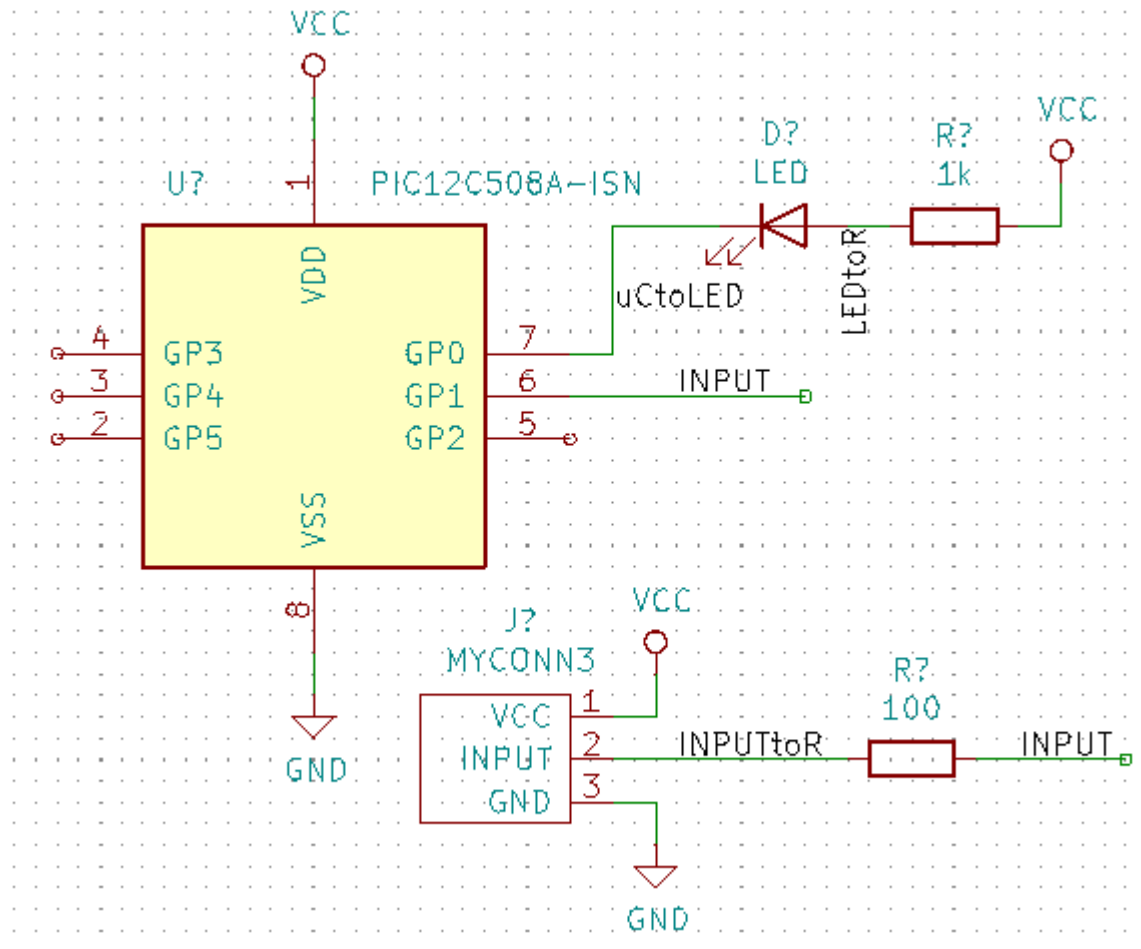 VCC
VCC
D?
R?
U?
1
PIC12C508A-ISN
LED
1k
VDD
LEDtoR
uCtoLED
4
GP3
GP0
7
3
GP4
GP1
6
INPUT
2
GP5
GP2
5
VSS
8
VCC
J?
MYCONN3
R?
VCC
1
100
INPUT
2
INPUTtoR
INPUT
GND
GND
3
GND